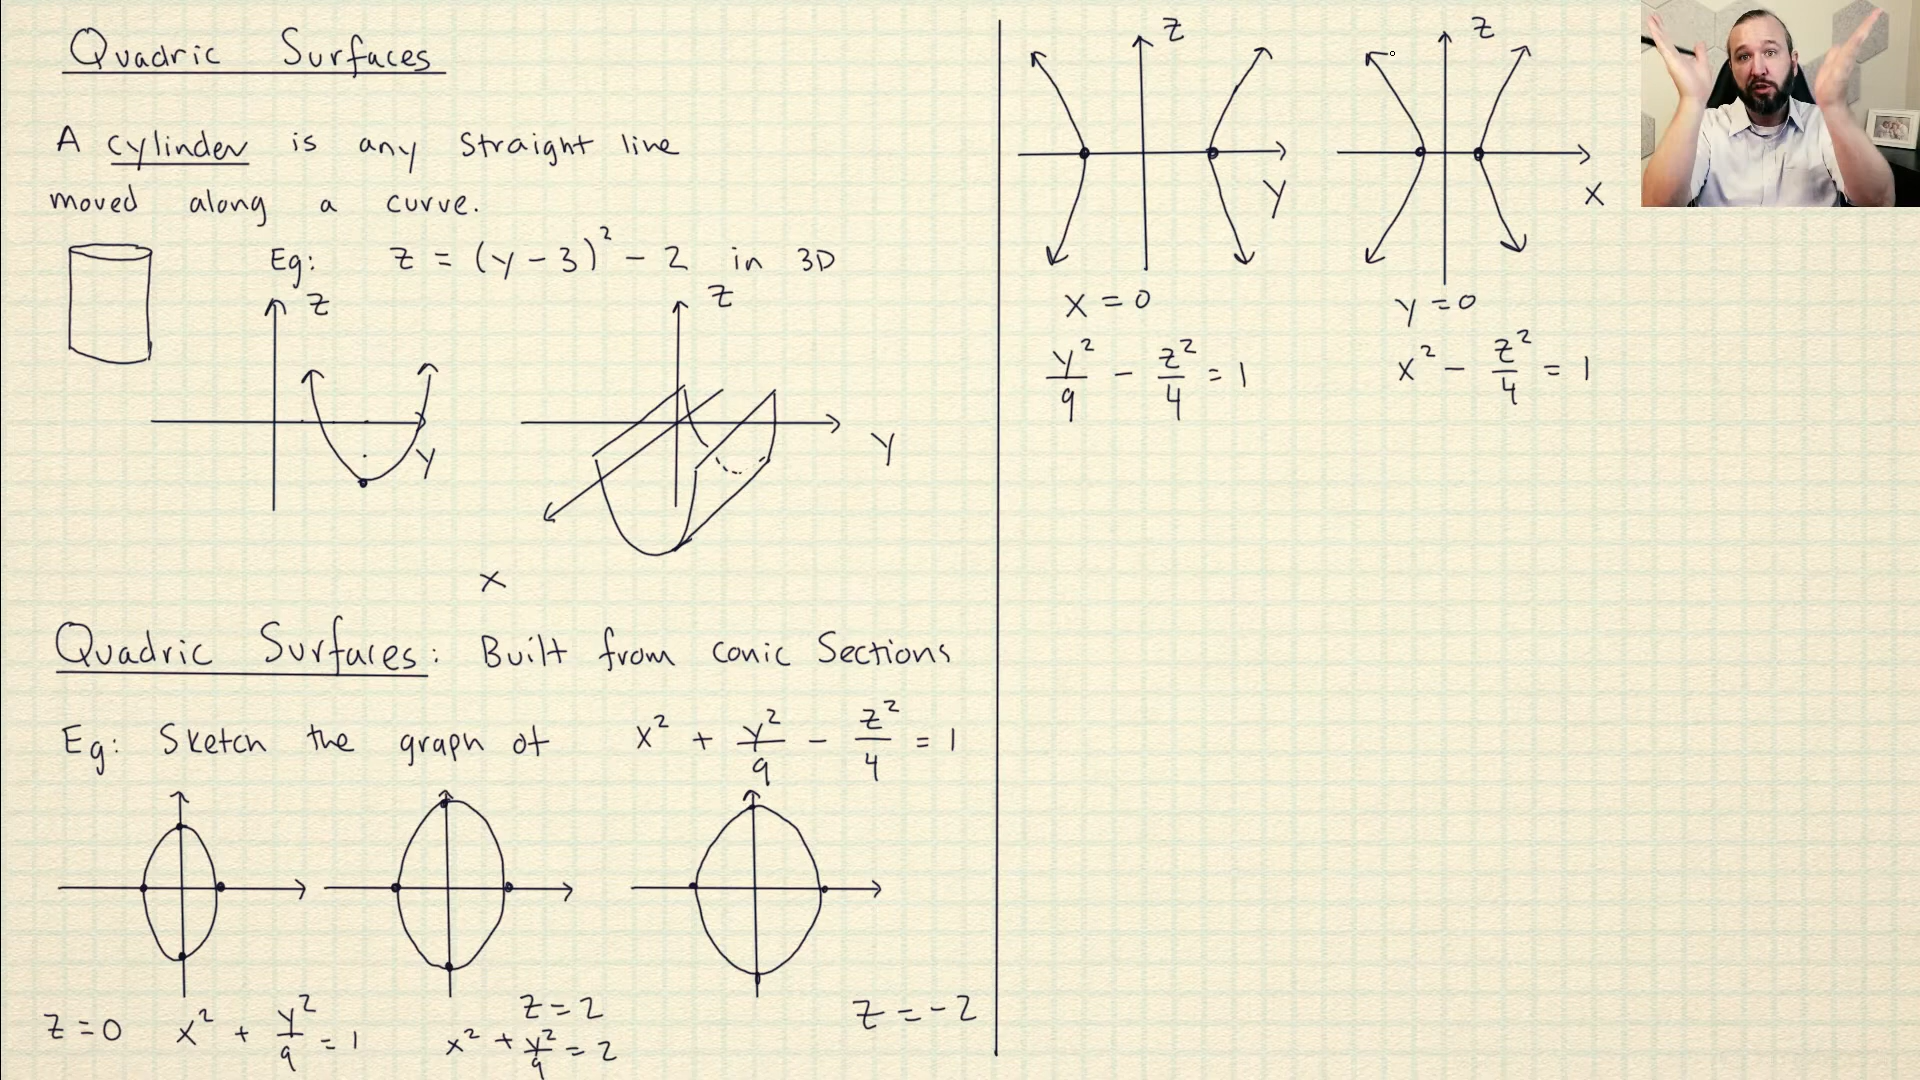 Quadric Surfaces
A cylinder is any straight line
moved along a curve.
Eg: z = (y - 3)² - 2 in 3D
z
y
z
y
x
Quadric Surfaces: Built from conic Sections
Eg: Sketch the graph of x² + y²/9 - z²/4 = 1
z = 0 x² + y²/9 = 1
z = 2
x² + y²/9 = 2
z = -2
z
y
x = 0
y²/9 - z²/4 = 1
z
x
y = 0
x² - z²/4 = 1